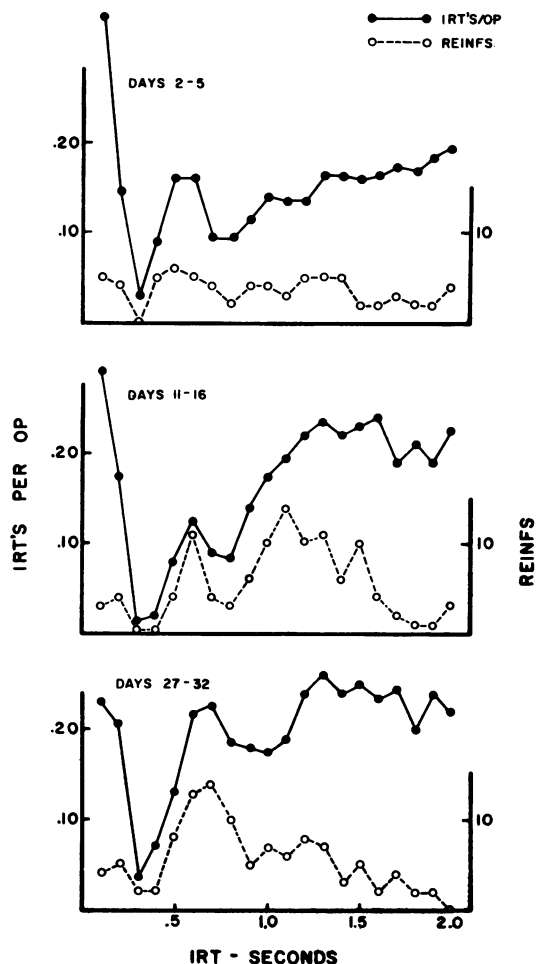 IRT'S/OP
REINFS.
DAYS 2-5
.20
.10
10
DAYS 11-16
.20
.10
10
IRT'S PER OP
REINFS
DAYS 27-32
.20
.10
10
.5
1.0
1.5
2.0
IRT - SECONDS